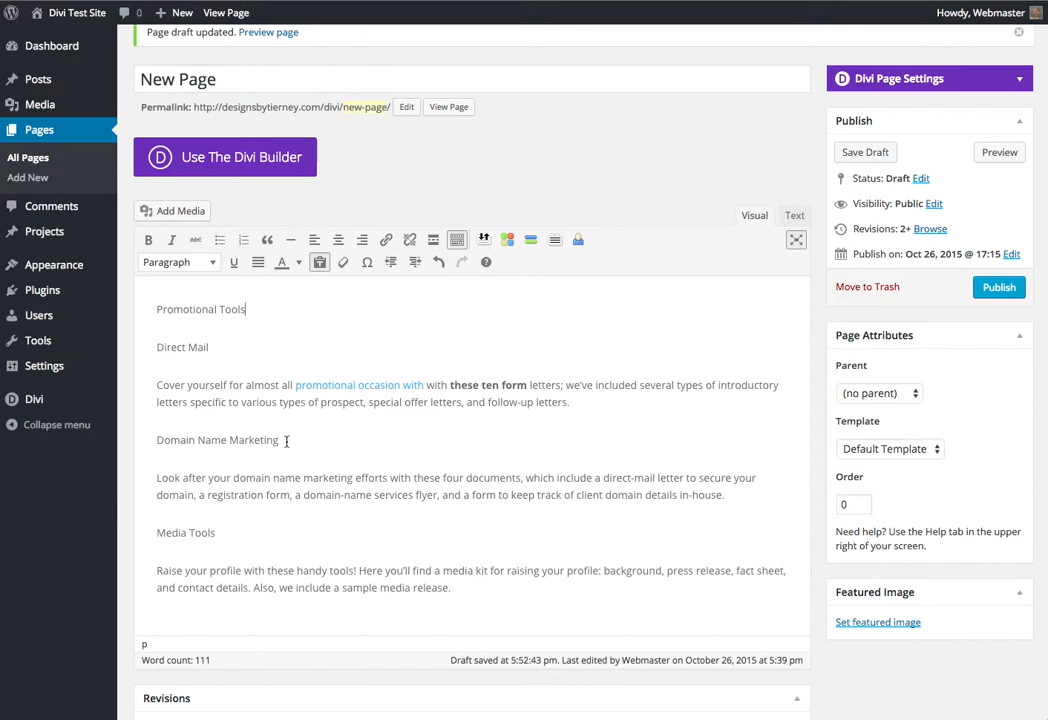 Divi Test Site 0 New View Page Howdy, Webmaster
Page draft updated. Preview page
Dashboard
Posts
Media
Pages
All Pages
Add New
Comments
Projects
Appearance
Plugins
Users
Tools
Settings
Divi
Collapse menu
New Page
Permalink: http://designsbytierney.com/divi/new-page/ Edit View Page
D Use The Divi Builder
Add Media
Visual Text
B I ABC
Paragraph U A Ω
Promotional Tools
Direct Mail
Cover yourself for almost all promotional occasion with with these ten form letters; we’ve included several types of introductory
letters specific to various types of prospect, special offer letters, and follow-up letters.
Domain Name Marketing
Look after your domain name marketing efforts with these four documents, which include a direct-mail letter to secure your
domain, a registration form, a domain-name services flyer, and a form to keep track of client domain details in-house.
Media Tools
Raise your profile with these handy tools! Here you’ll find a media kit for raising your profile: background, press release, fact sheet,
and contact details. Also, we include a sample media release.
p
Word count: 111 Draft saved at 5:52:43 pm. Last edited by Webmaster on October 26, 2015 at 5:39 pm
Revisions
D Divi Page Settings
Publish
Save Draft Preview
Status: Draft Edit
Visibility: Public Edit
Revisions: 2+ Browse
Publish on: Oct 26, 2015 @ 17:15 Edit
Move to Trash Publish
Page Attributes
Parent
(no parent)
Template
Default Template
Order
0
Need help? Use the Help tab in the upper
right of your screen.
Featured Image
Set featured image